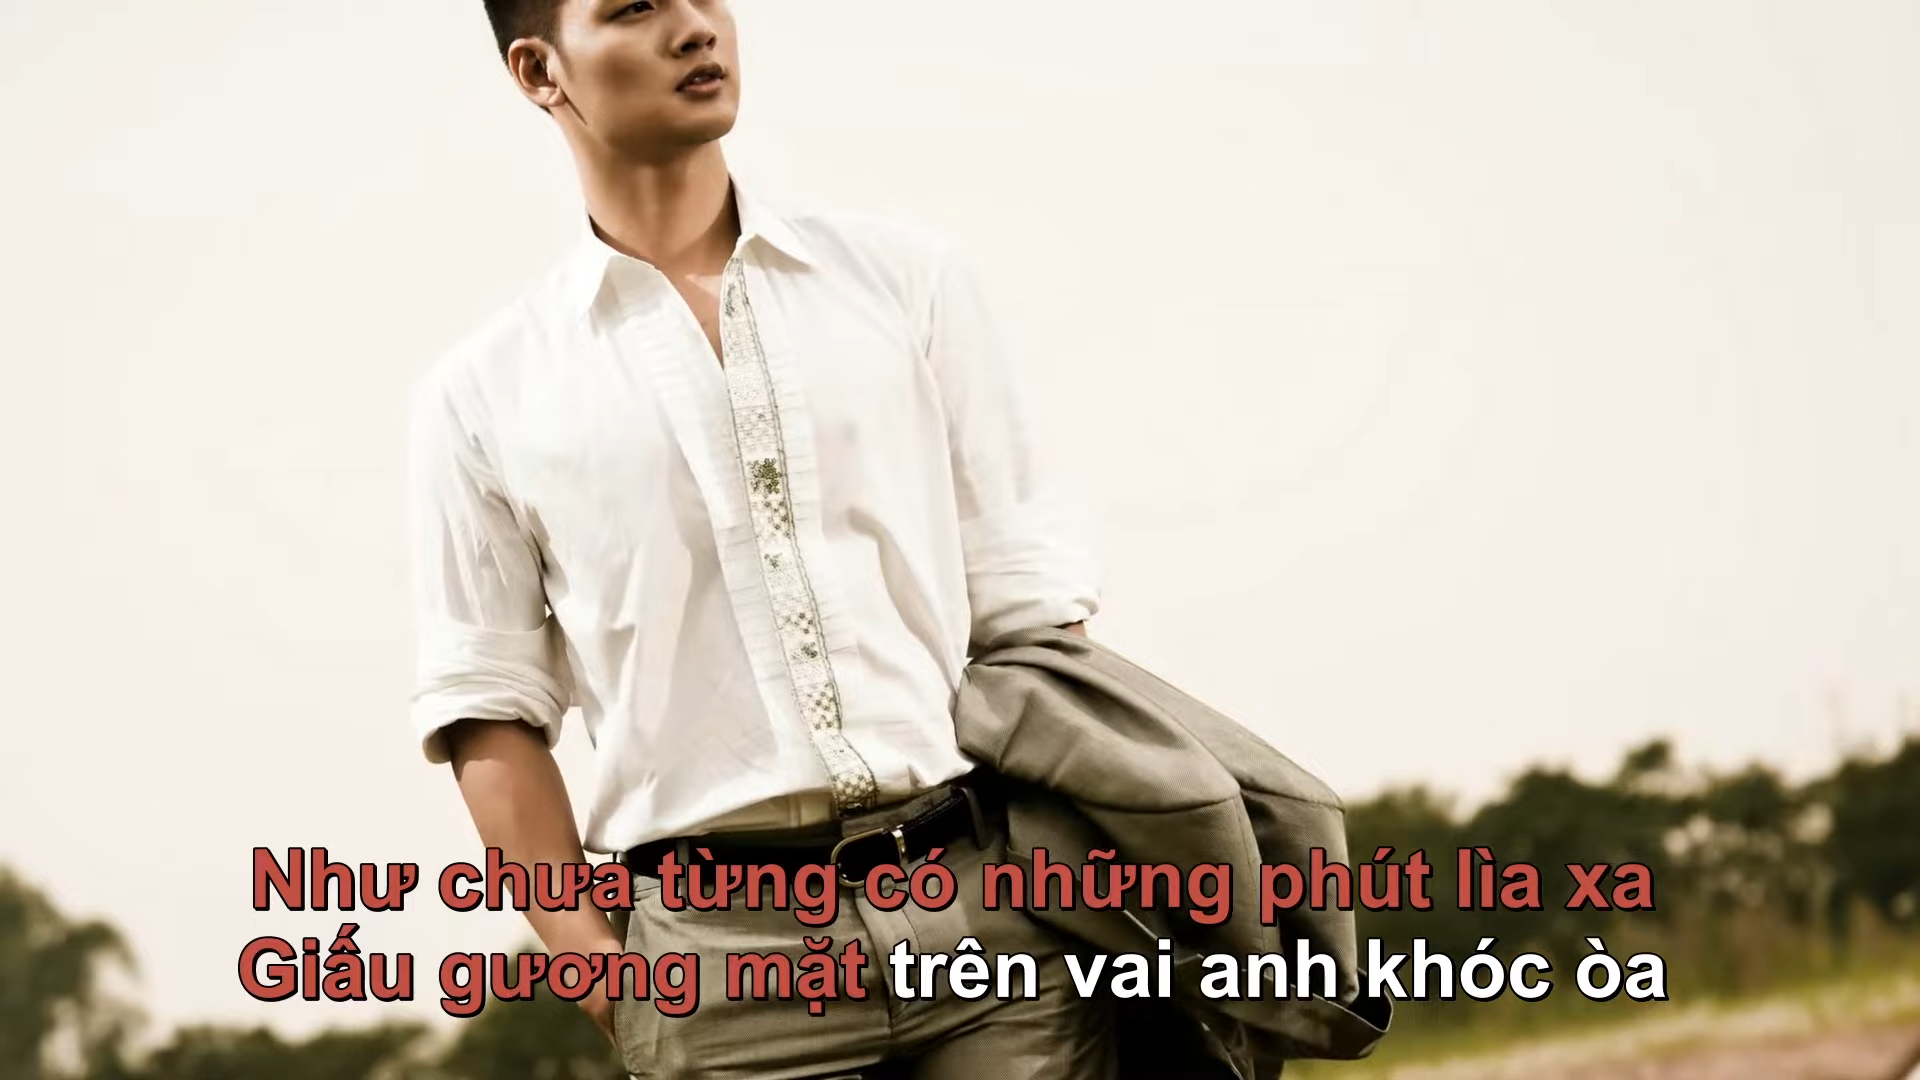 Như chưa từng có những phút lìa xa
Giấu gương mặt trên vai anh khóc òa